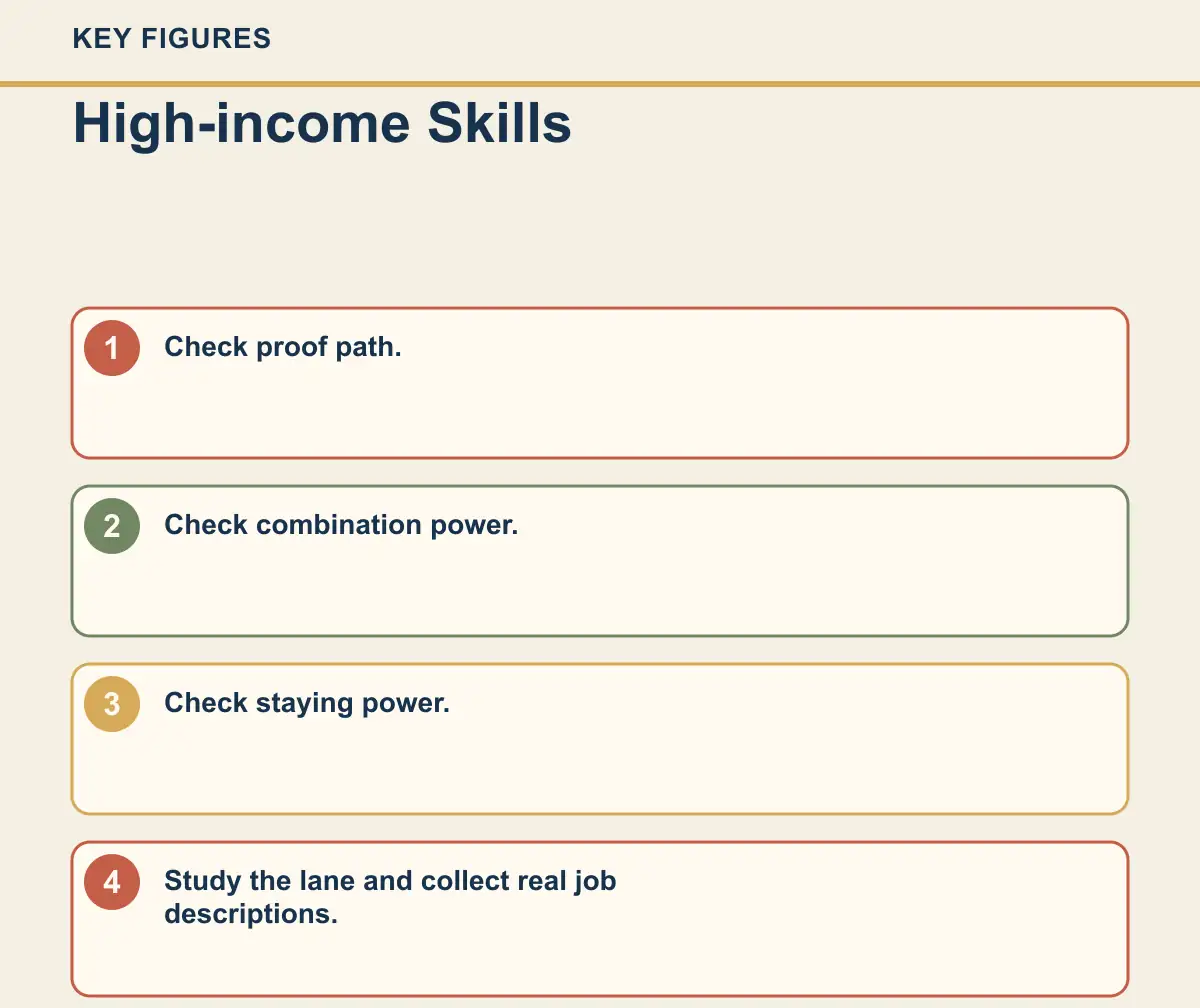 KEY FIGURES
High-income Skills
1
Check proof path.
2
Check combination power.
3
Check staying power.
4
Study the lane and collect real job
descriptions.